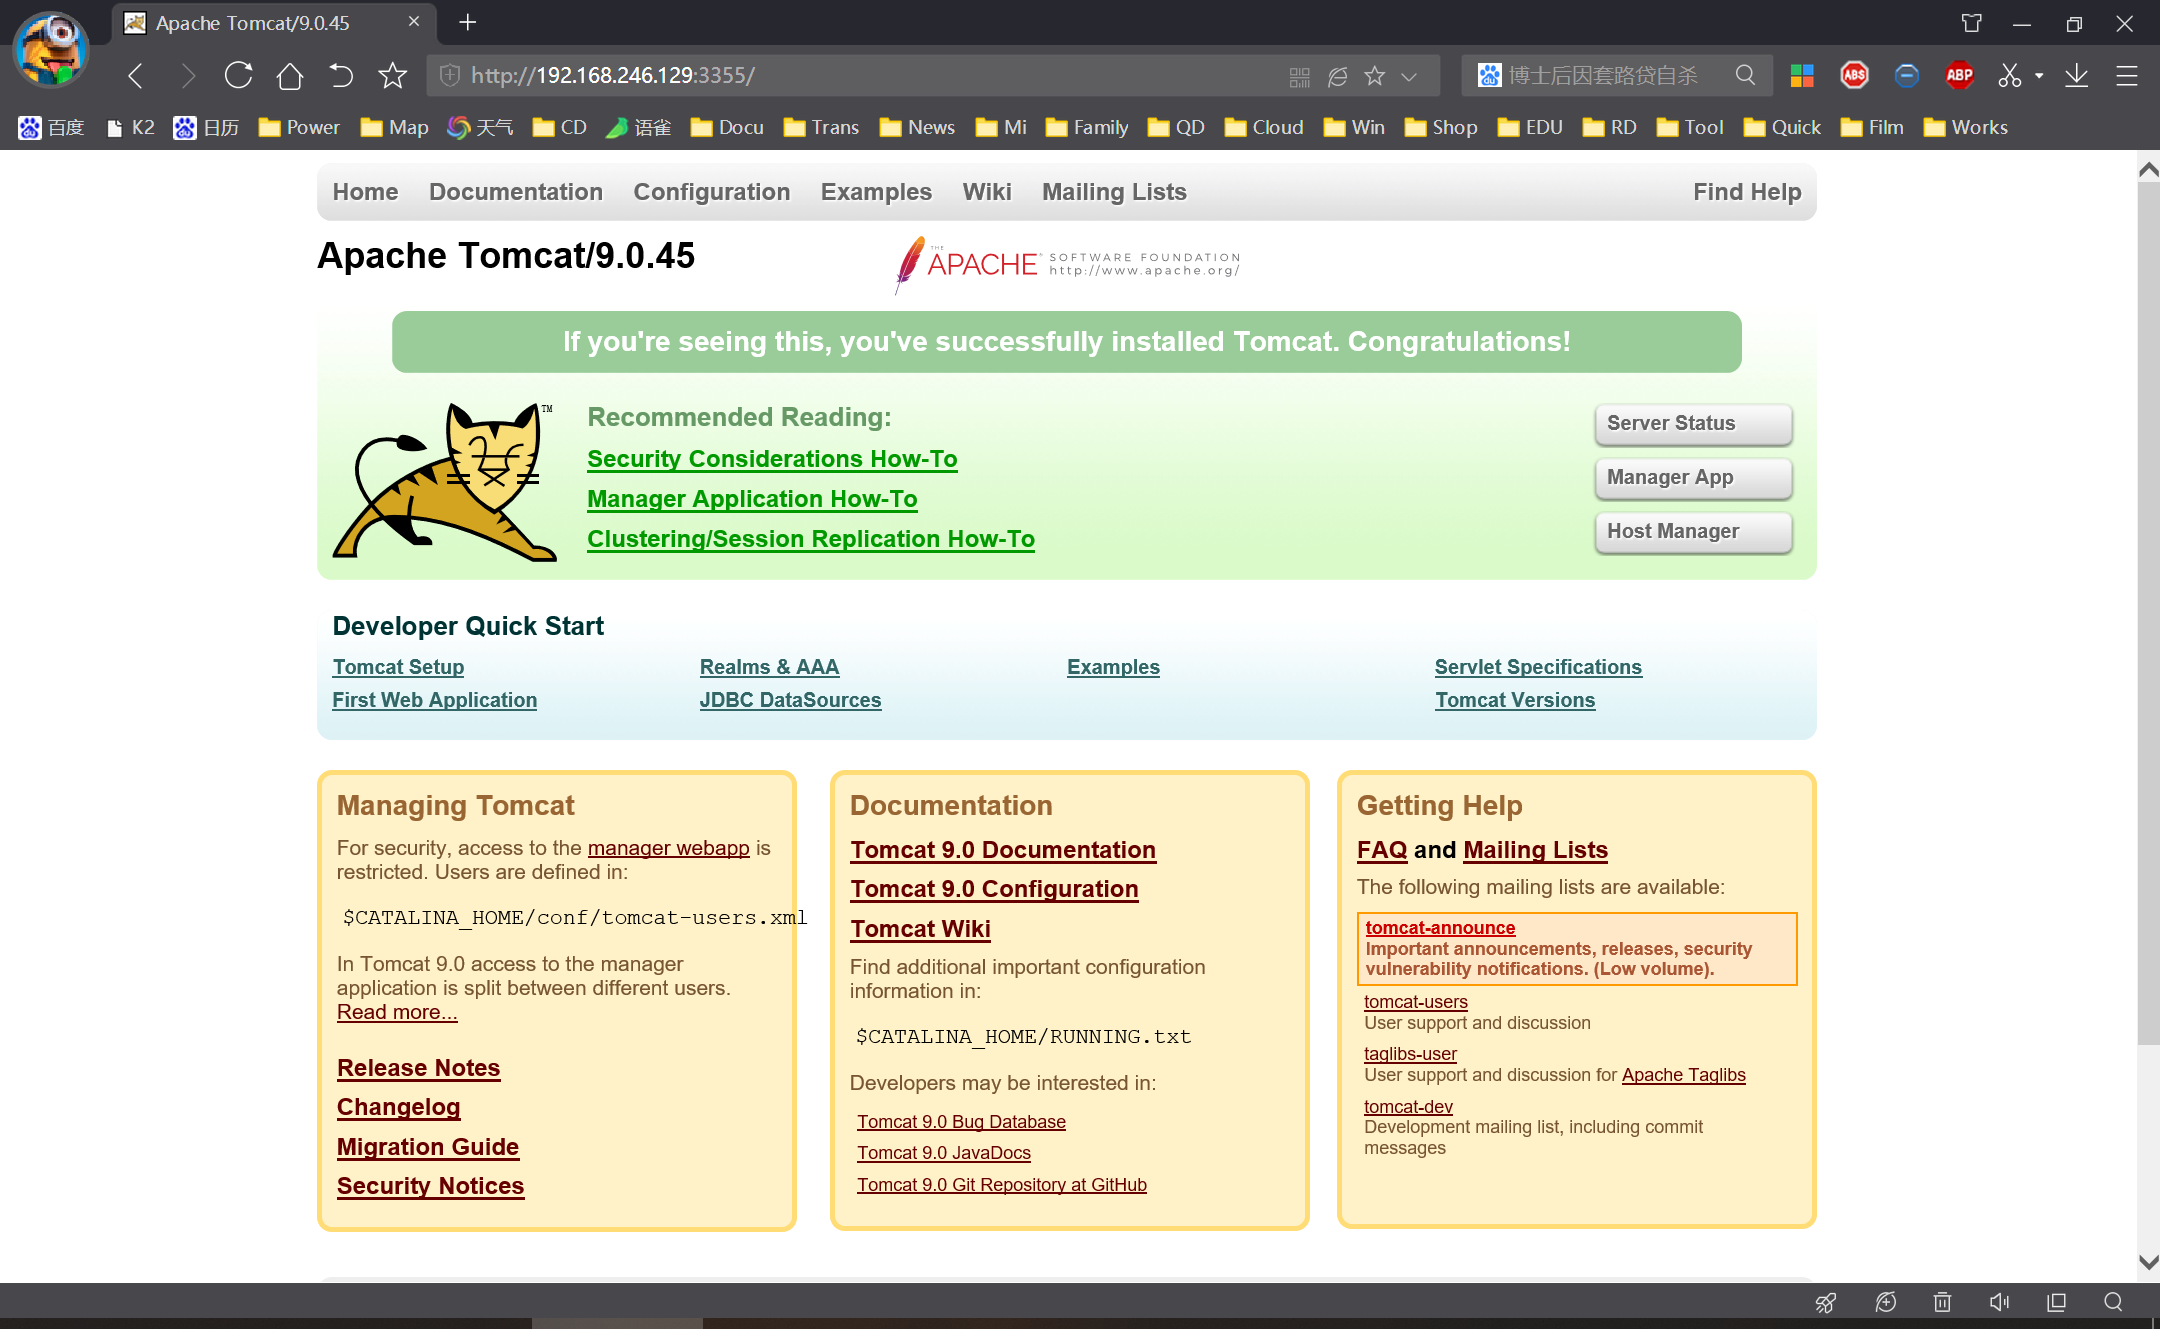 Apache Tomcat/9.0.45
http://192.168.246.129:3355/
博士后因套路贷自杀
ABS
ABP
百度 K2 日历 Power Map 天气 CD 语雀 Docu Trans News Mi Family QD Cloud Win Shop EDU RD Tool Quick Film Works
Home Documentation Configuration Examples Wiki Mailing Lists Find Help
Apache Tomcat/9.0.45
THE APACHE SOFTWARE FOUNDATION
http://www.apache.org/
If you're seeing this, you've successfully installed Tomcat. Congratulations!
TM
Recommended Reading:
Security Considerations How-To
Manager Application How-To
Clustering/Session Replication How-To
Server Status
Manager App
Host Manager
Developer Quick Start
Tomcat Setup Realms & AAA Examples Servlet Specifications
First Web Application JDBC DataSources Tomcat Versions
Managing Tomcat
For security, access to the manager webapp is
restricted. Users are defined in:
$CATALINA_HOME/conf/tomcat-users.xml
In Tomcat 9.0 access to the manager
application is split between different users.
Read more...
Release Notes
Changelog
Migration Guide
Security Notices
Documentation
Tomcat 9.0 Documentation
Tomcat 9.0 Configuration
Tomcat Wiki
Find additional important configuration
information in:
$CATALINA_HOME/RUNNING.txt
Developers may be interested in:
Tomcat 9.0 Bug Database
Tomcat 9.0 JavaDocs
Tomcat 9.0 Git Repository at GitHub
Getting Help
FAQ and Mailing Lists
The following mailing lists are available:
tomcat-announce
Important announcements, releases, security
vulnerability notifications. (Low volume).
tomcat-users
User support and discussion
taglibs-user
User support and discussion for Apache Taglibs
tomcat-dev
Development mailing list, including commit
messages